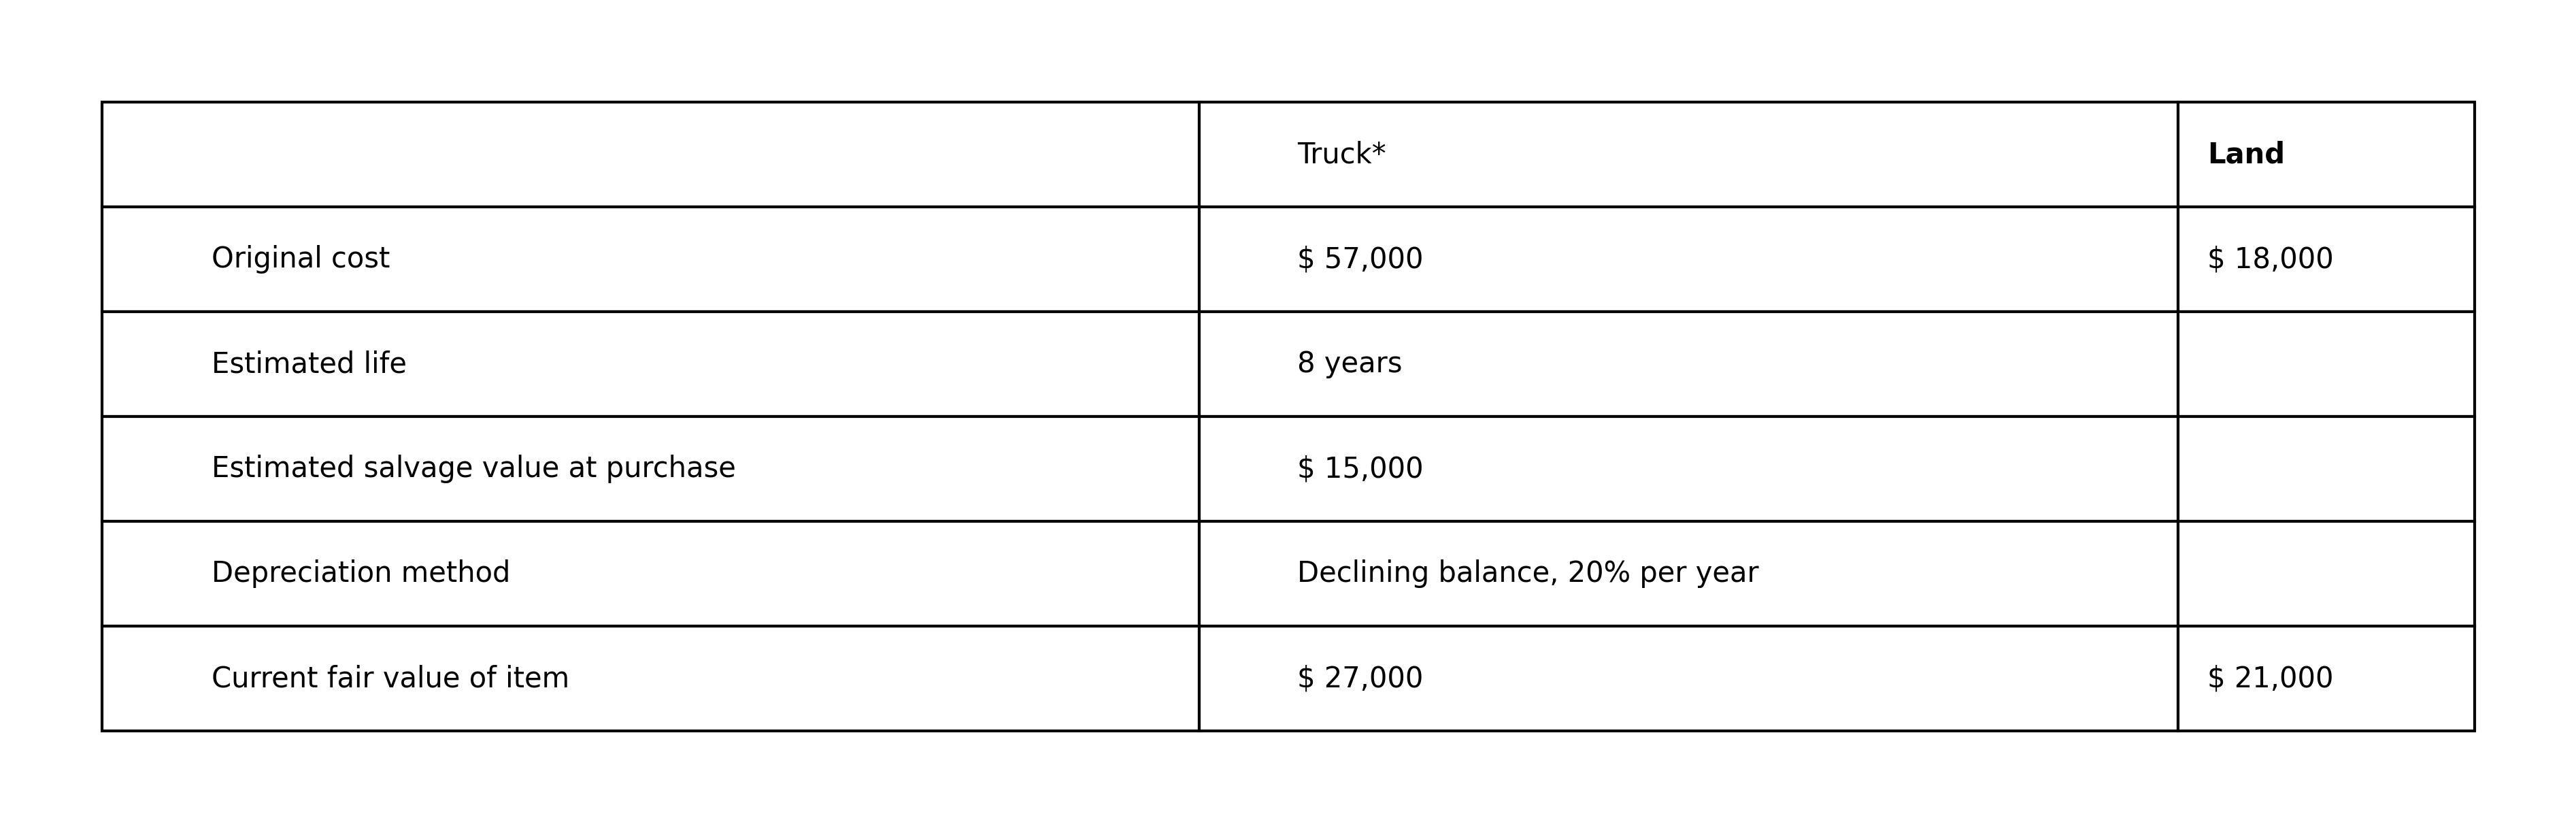 Truck* Land
Original cost $ 57,000 $ 18,000
Estimated life 8 years
Estimated salvage value at purchase $ 15,000
Depreciation method Declining balance, 20% per year
Current fair value of item $ 27,000 $ 21,000